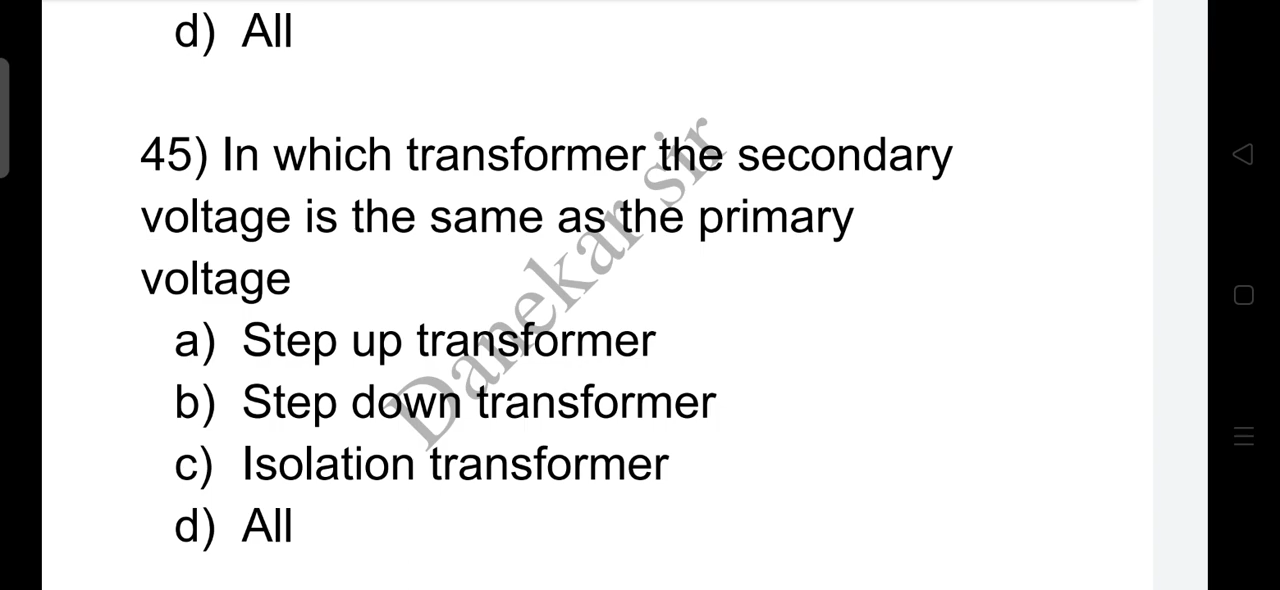 d) All
45) In which transformer the secondary
voltage is the same as the primary
voltage
a) Step up transformer
b) Step down transformer
c) Isolation transformer
d) All
Danekar sir